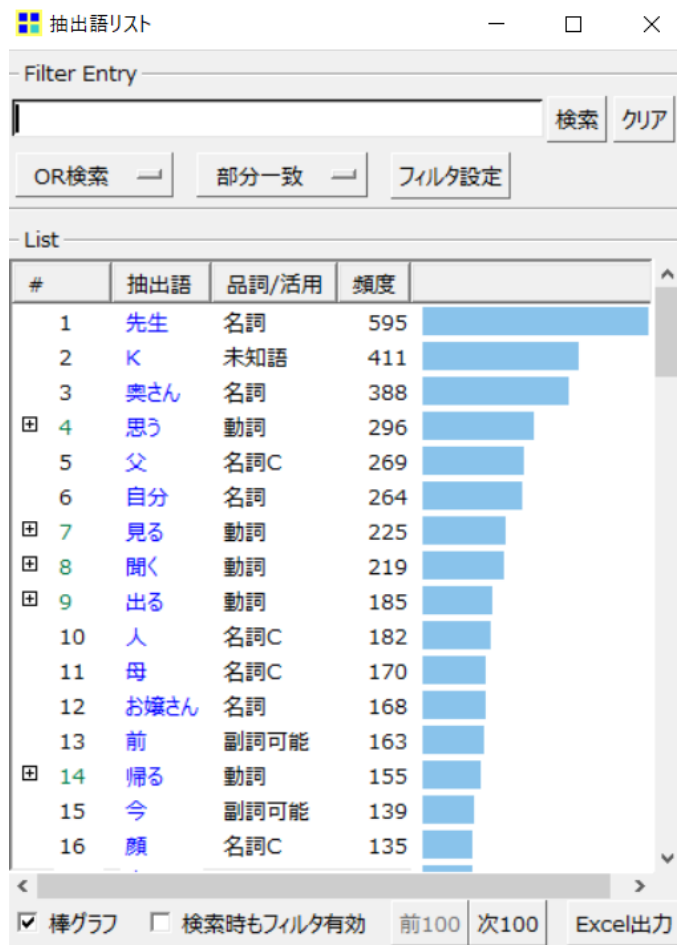 抽出語リスト
Filter Entry
検索 クリア
OR検索 部分一致 フィルタ設定
List
# 抽出語 品詞/活用 頻度
1 先生 名詞 595
2 K 未知語 411
3 奥さん 名詞 388
4 思う 動詞 296
5 父 名詞C 269
6 自分 名詞 264
7 見る 動詞 225
8 聞く 動詞 219
9 出る 動詞 185
10 人 名詞C 182
11 母 名詞C 170
12 お嬢さん 名詞 168
13 前 副詞可能 163
14 帰る 動詞 155
15 今 副詞可能 139
16 顔 名詞C 135
棒グラフ 検索時もフィルタ有効 前100 次100 Excel出力